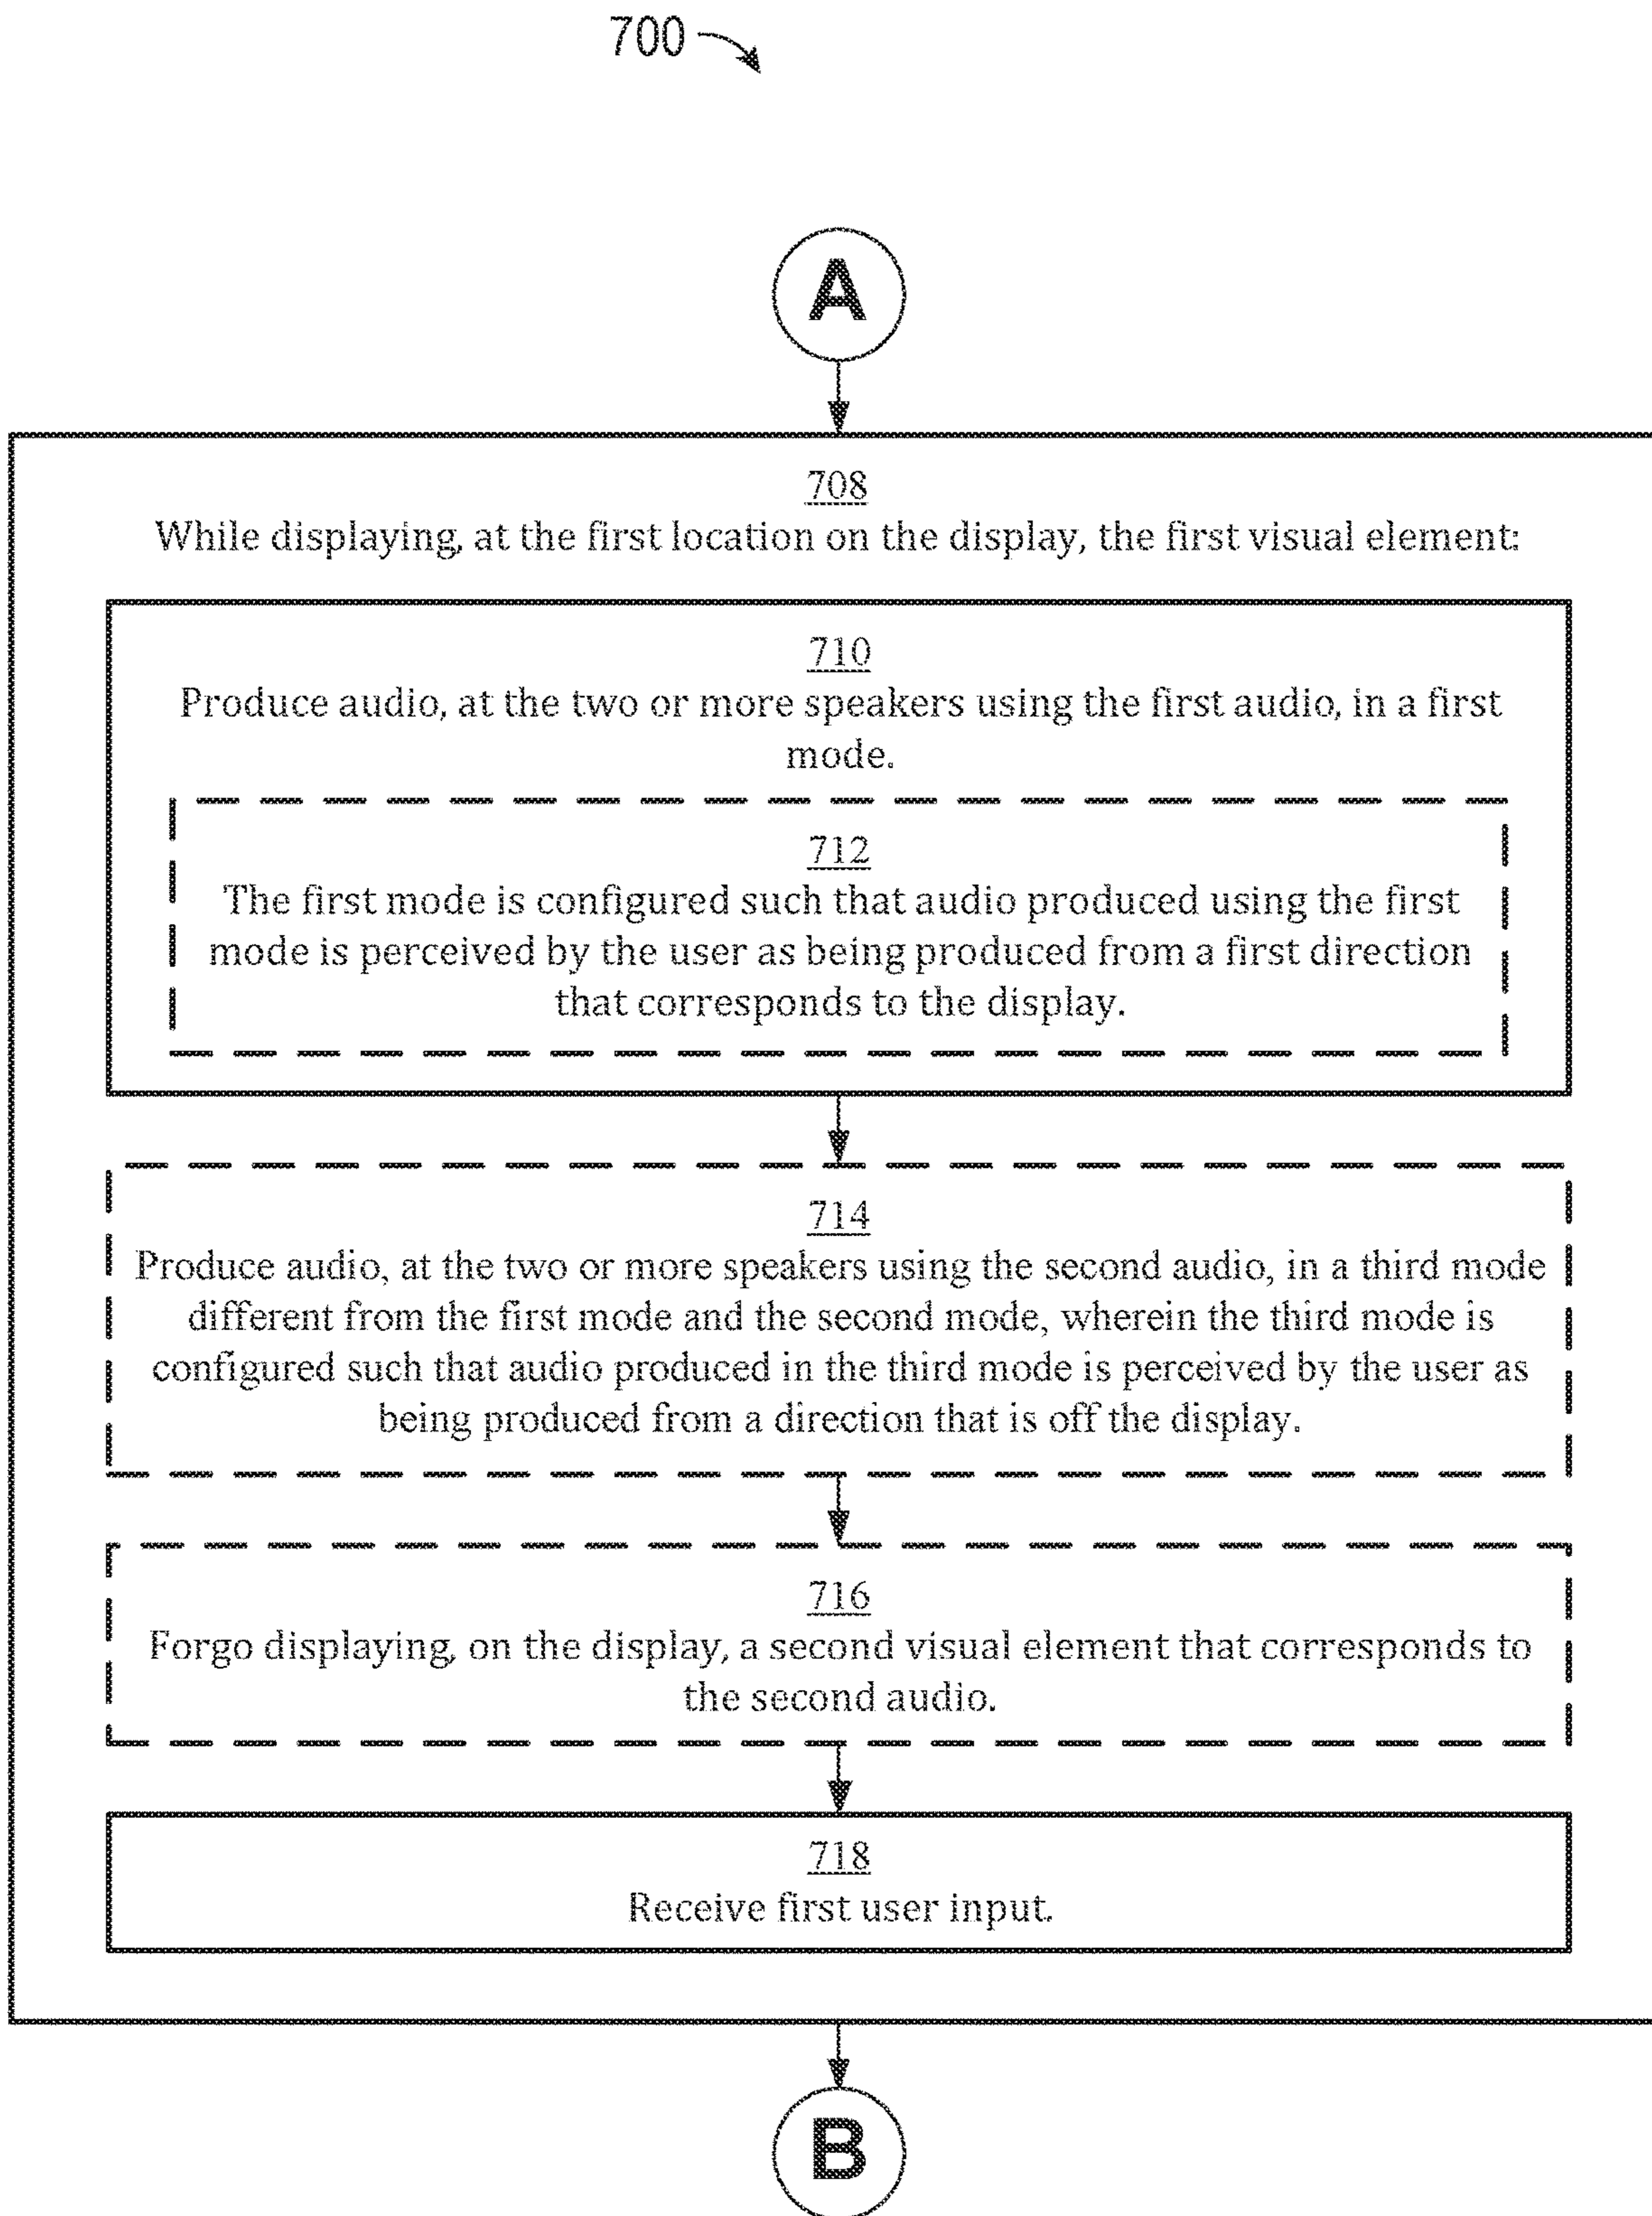 700
A
708
While displaying, at the first location on the display, the first visual element:
710
Produce audio, at the two or more speakers using the first audio, in a first
mode.
712
The first mode is configured such that audio produced using the first
mode is perceived by the user as being produced from a first direction
that corresponds to the display.
714
Produce audio, at the two or more speakers using the second audio, in a third mode
different from the first mode and the second mode, wherein the third mode is
configured such that audio produced in the third mode is perceived by the user as
being produced from a direction that is off the display.
716
Forgo displaying, on the display, a second visual element that corresponds to
the second audio.
718
Receive first user input.
B